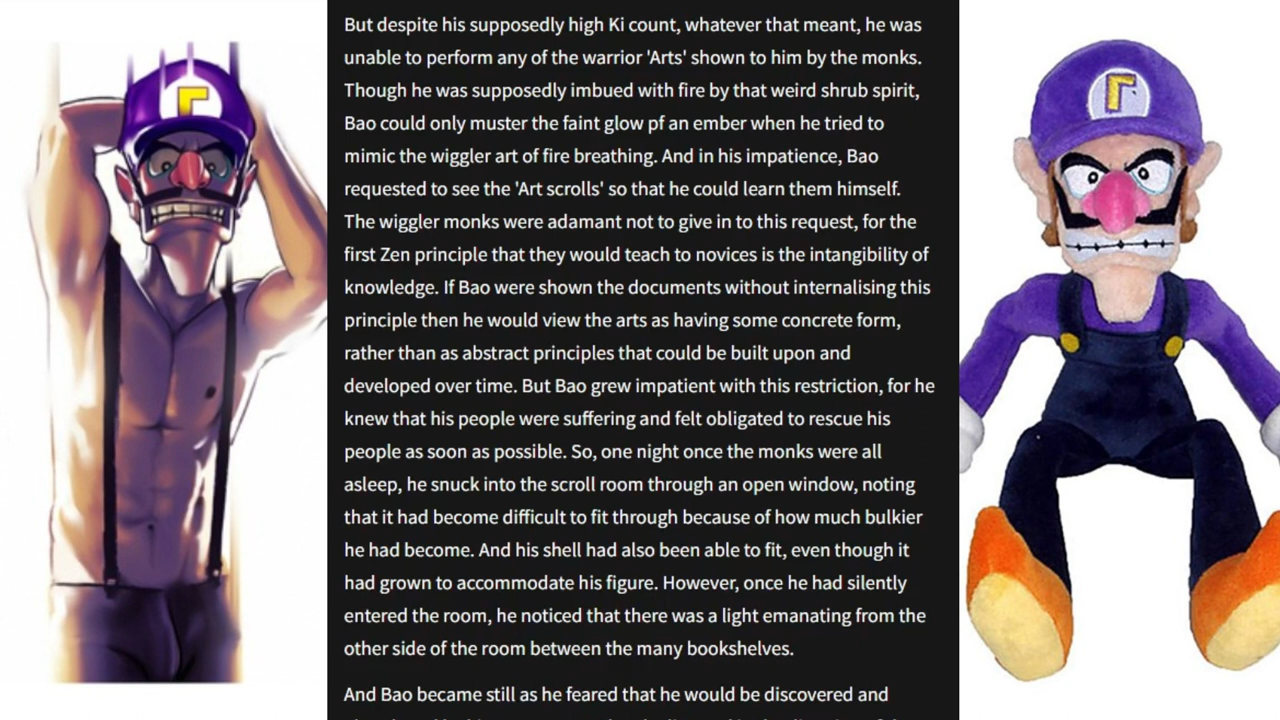 But despite his supposedly high Ki count, whatever that meant, he was
unable to perform any of the warrior 'Arts' shown to him by the monks.
Though he was supposedly imbued with fire by that weird shrub spirit,
Bao could only muster the faint glow pf an ember when he tried to
mimic the wiggler art of fire breathing. And in his impatience, Bao
requested to see the 'Art scrolls' so that he could learn them himself.
The wiggler monks were adamant not to give in to this request, for the
first Zen principle that they would teach to novices is the intangibility of
knowledge. If Bao were shown the documents without internalising this
principle then he would view the arts as having some concrete form,
rather than as abstract principles that could be built upon and
developed over time. But Bao grew impatient with this restriction, for he
knew that his people were suffering and felt obligated to rescue his
people as soon as possible. So, one night once the monks were all
asleep, he snuck into the scroll room through an open window, noting
that it had become difficult to fit through because of how much bulkier
he had become. And his shell had also been able to fit, even though it
had grown to accommodate his figure. However, once he had silently
entered the room, he noticed that there was a light emanating from the
other side of the room between the many bookshelves.
And Bao became still as he feared that he would be discovered and